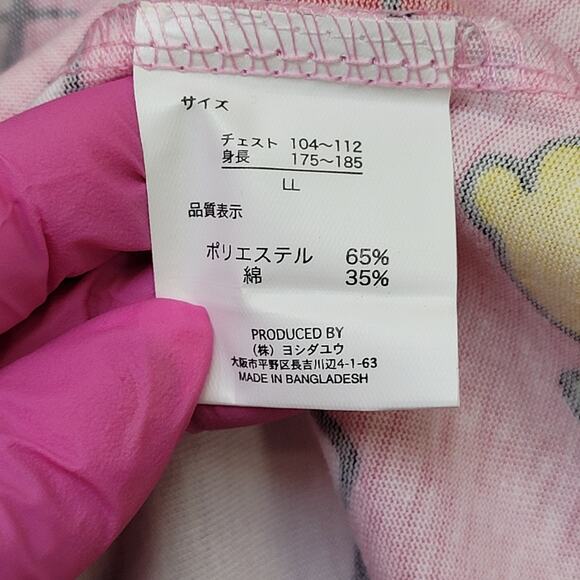 サイズ
チェスト 104～112
身長 175～185
LL
品質表示
ポリエステル 65%
綿 35%
PRODUCED BY
(株) ヨシダユウ
大阪市平野区長吉川辺4-1-63
MADE IN BANGLADESH